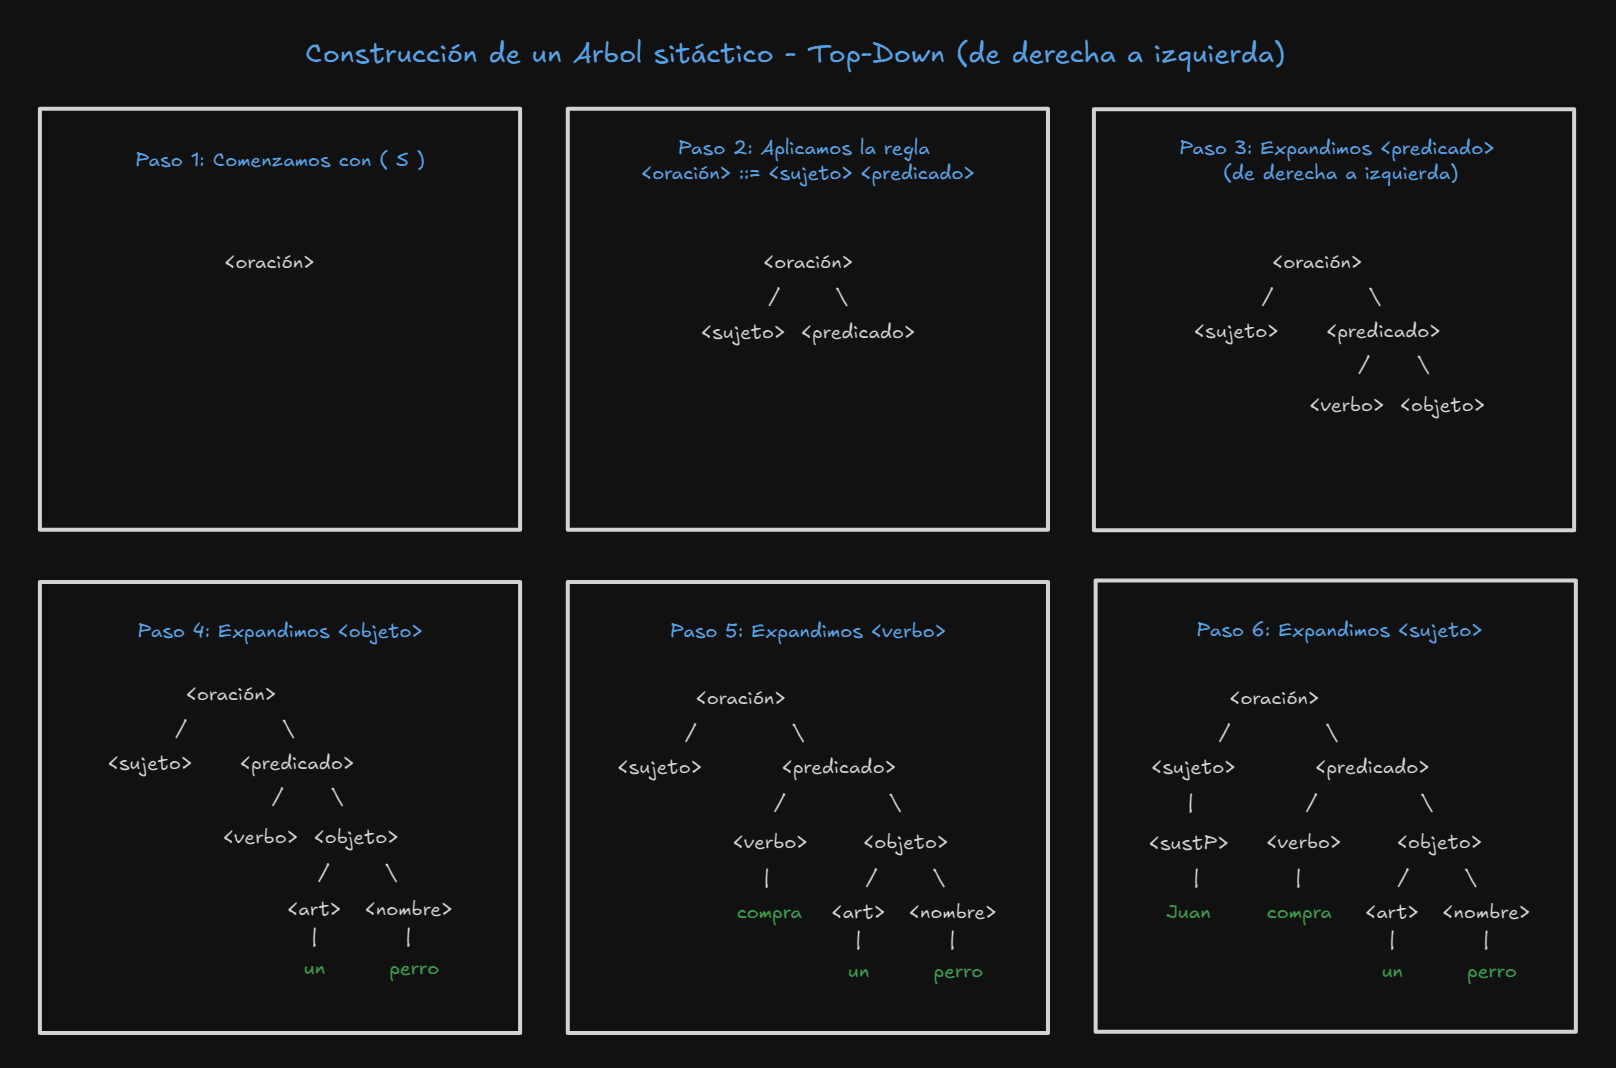 Construcción de un Arbol sitáctico - Top-Down (de derecha a izquierda)
Paso 1: Comenzamos con ( S )
<oración>
Paso 2: Aplicamos la regla
<oración> ::= <sujeto> <predicado>
<oración>
/ \
<sujeto> <predicado>
Paso 3: Expandimos <predicado>
(de derecha a izquierda)
<oración>
/ \
<sujeto> <predicado>
/ \
<verbo> <objeto>
Paso 4: Expandimos <objeto>
<oración>
/ \
<sujeto> <predicado>
/ \
<verbo> <objeto>
/ \
<art> <nombre>
| |
un perro
Paso 5: Expandimos <verbo>
<oración>
/ \
<sujeto> <predicado>
/ \
<verbo> <objeto>
| / \
compra <art> <nombre>
| |
un perro
Paso 6: Expandimos <sujeto>
<oración>
/ \
<sujeto> <predicado>
| / \
<sustP> <verbo> <objeto>
| | / \
Juan compra <art> <nombre>
| |
un perro